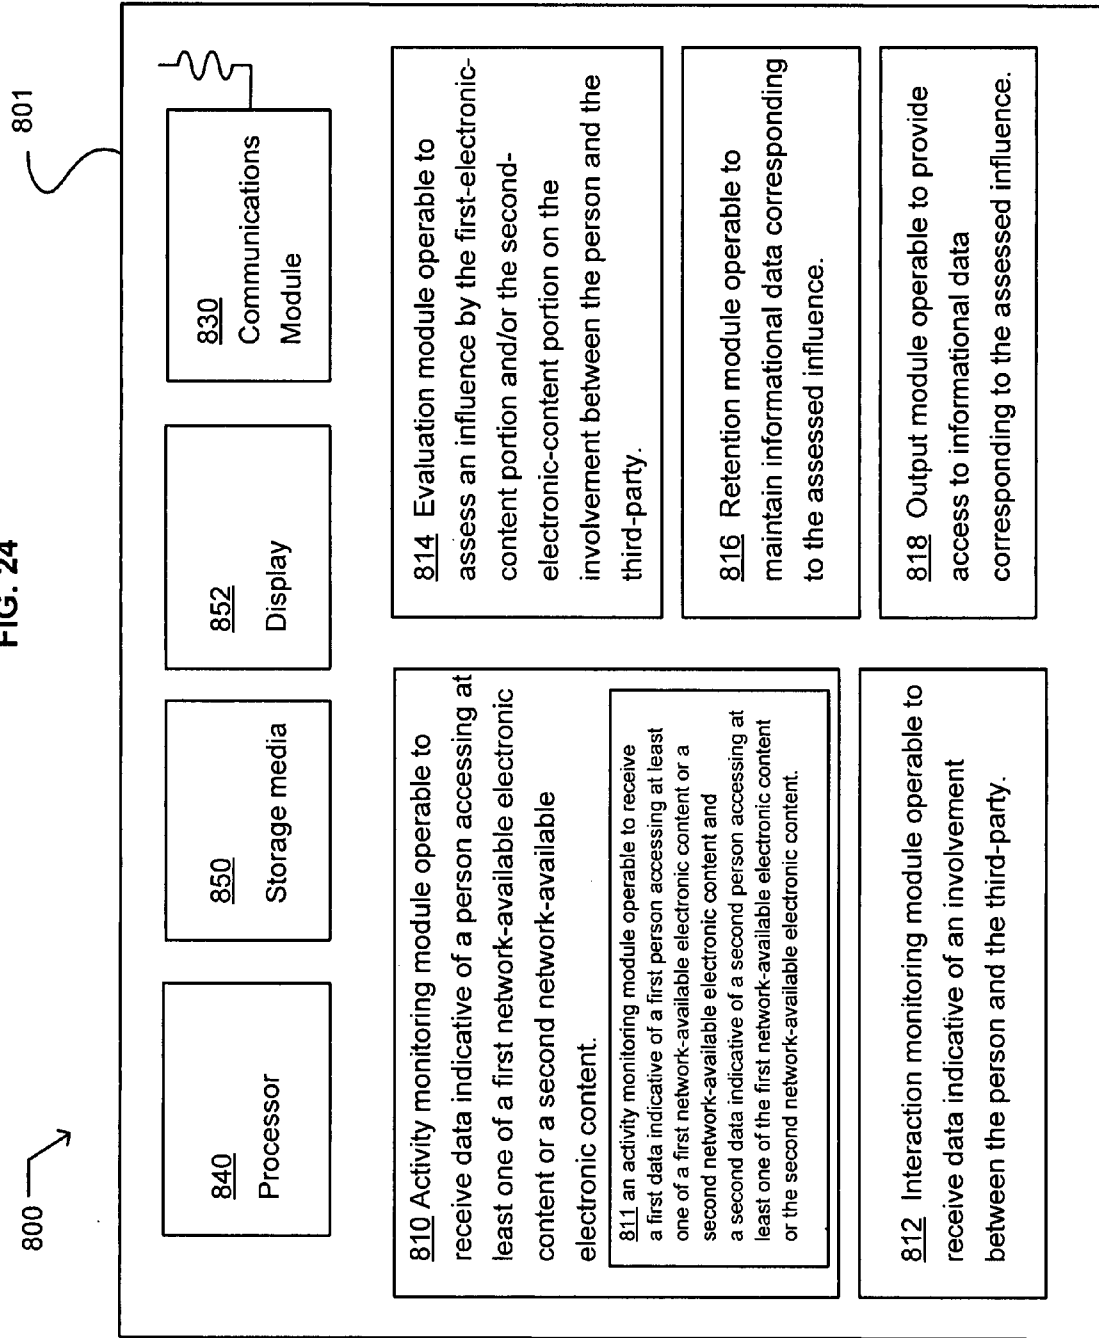 FIG. 24
800
801
840
Processor
850
Storage media
852
Display
830
Communications
Module
810 Activity monitoring module operable to
receive data indicative of a person accessing at
least one of a first network-available electronic
content or a second network-available
electronic content.
811 an activity monitoring module operable to receive
a first data indicative of a first person accessing at least
one of a first network-available electronic content or a
second network-available electronic content and
a second data indicative of a second person accessing at
least one of the first network-available electronic content
or the second network-available electronic content.
812 Interaction monitoring module operable to
receive data indicative of an involvement
between the person and the third-party.
814 Evaluation module operable to
assess an influence by the first-electronic-
content portion and/or the second-
electronic-content portion on the
involvement between the person and the
third-party.
816 Retention module operable to
maintain informational data corresponding
to the assessed influence.
818 Output module operable to provide
access to informational data
corresponding to the assessed influence.